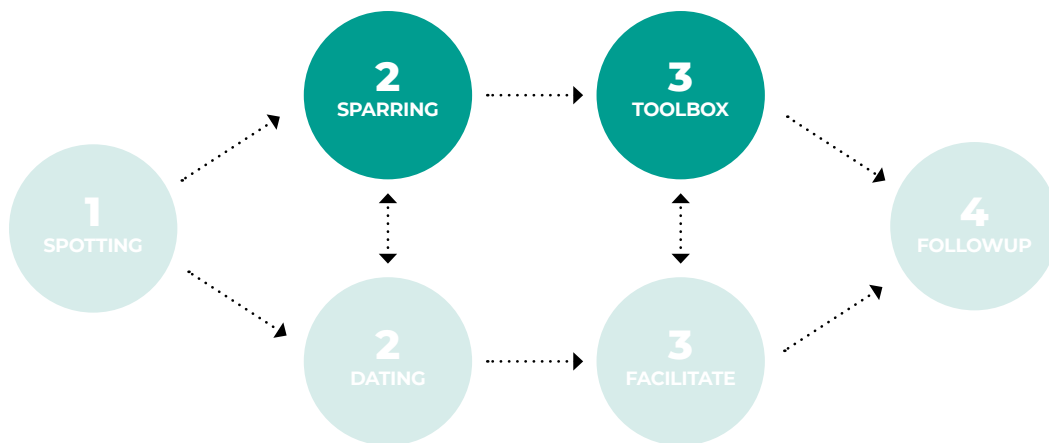 1
SPOTTING
2
SPARRING
3
TOOLBOX
2
DATING
3
FACILITATE
4
FOLLOWUP